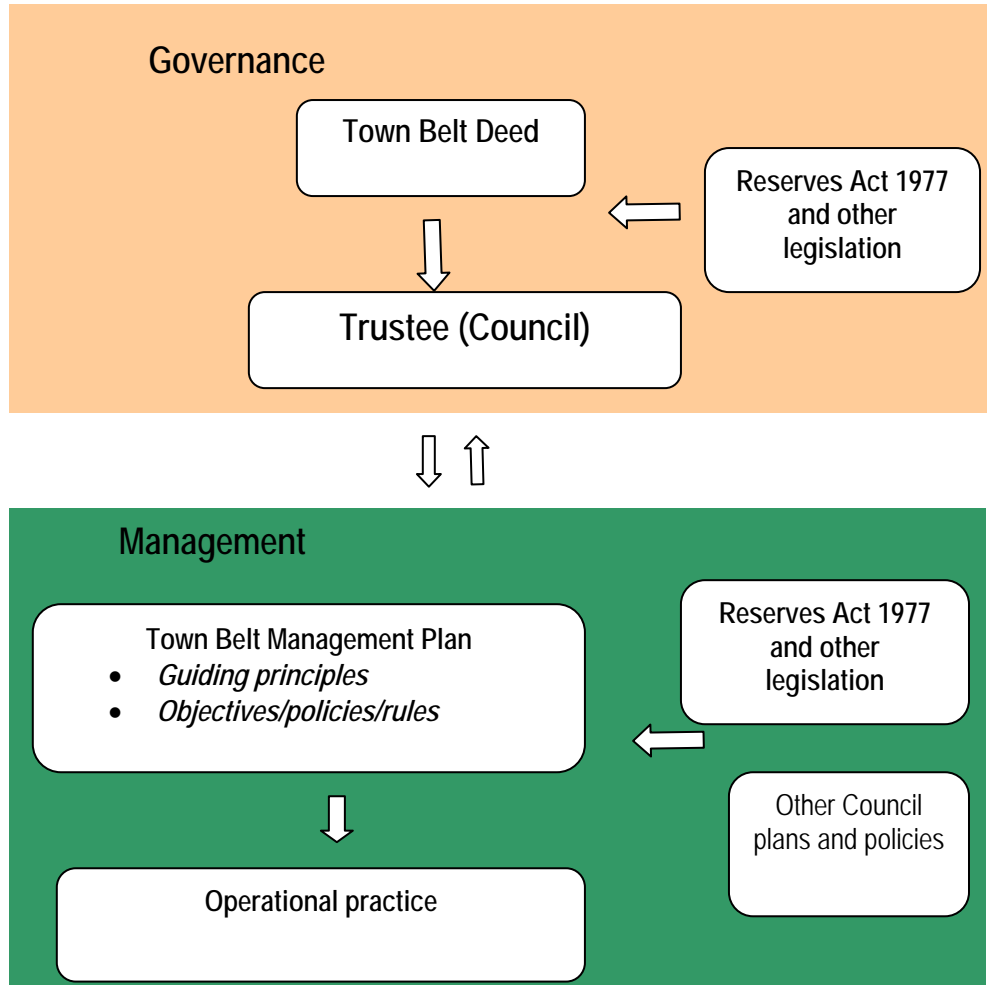 Governance
Town Belt Deed
Reserves Act 1977
and other
legislation
Trustee (Council)
Management
Town Belt Management Plan
• Guiding principles
• Objectives/policies/rules
Reserves Act 1977
and other
legislation
Other Council
plans and policies
Operational practice